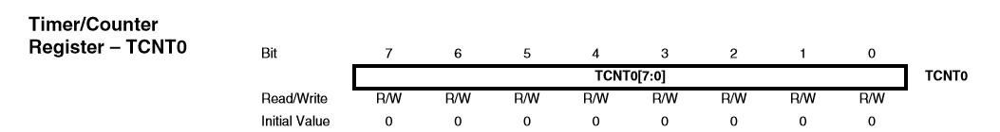 Timer/Counter
Register – TCNT0
Bit 7 6 5 4 3 2 1 0
TCNT0[7:0] TCNT0
Read/Write R/W R/W R/W R/W R/W R/W R/W R/W
Initial Value 0 0 0 0 0 0 0 0